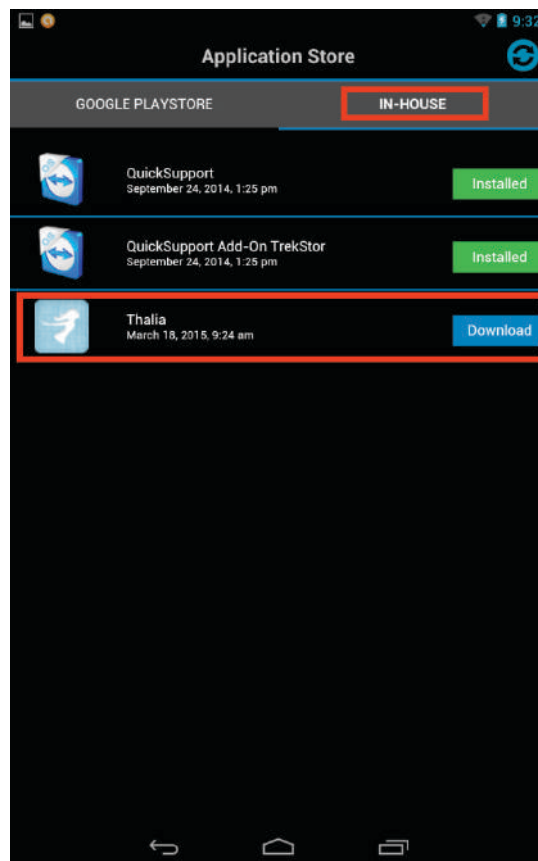 9:32
Application Store
GOOGLE PLAYSTORE IN-HOUSE
QuickSupport
September 24, 2014, 1:25 pm
Installed
QuickSupport Add-On TrekStor
September 24, 2014, 1:25 pm
Installed
Thalia
March 18, 2015, 9:24 am
Download